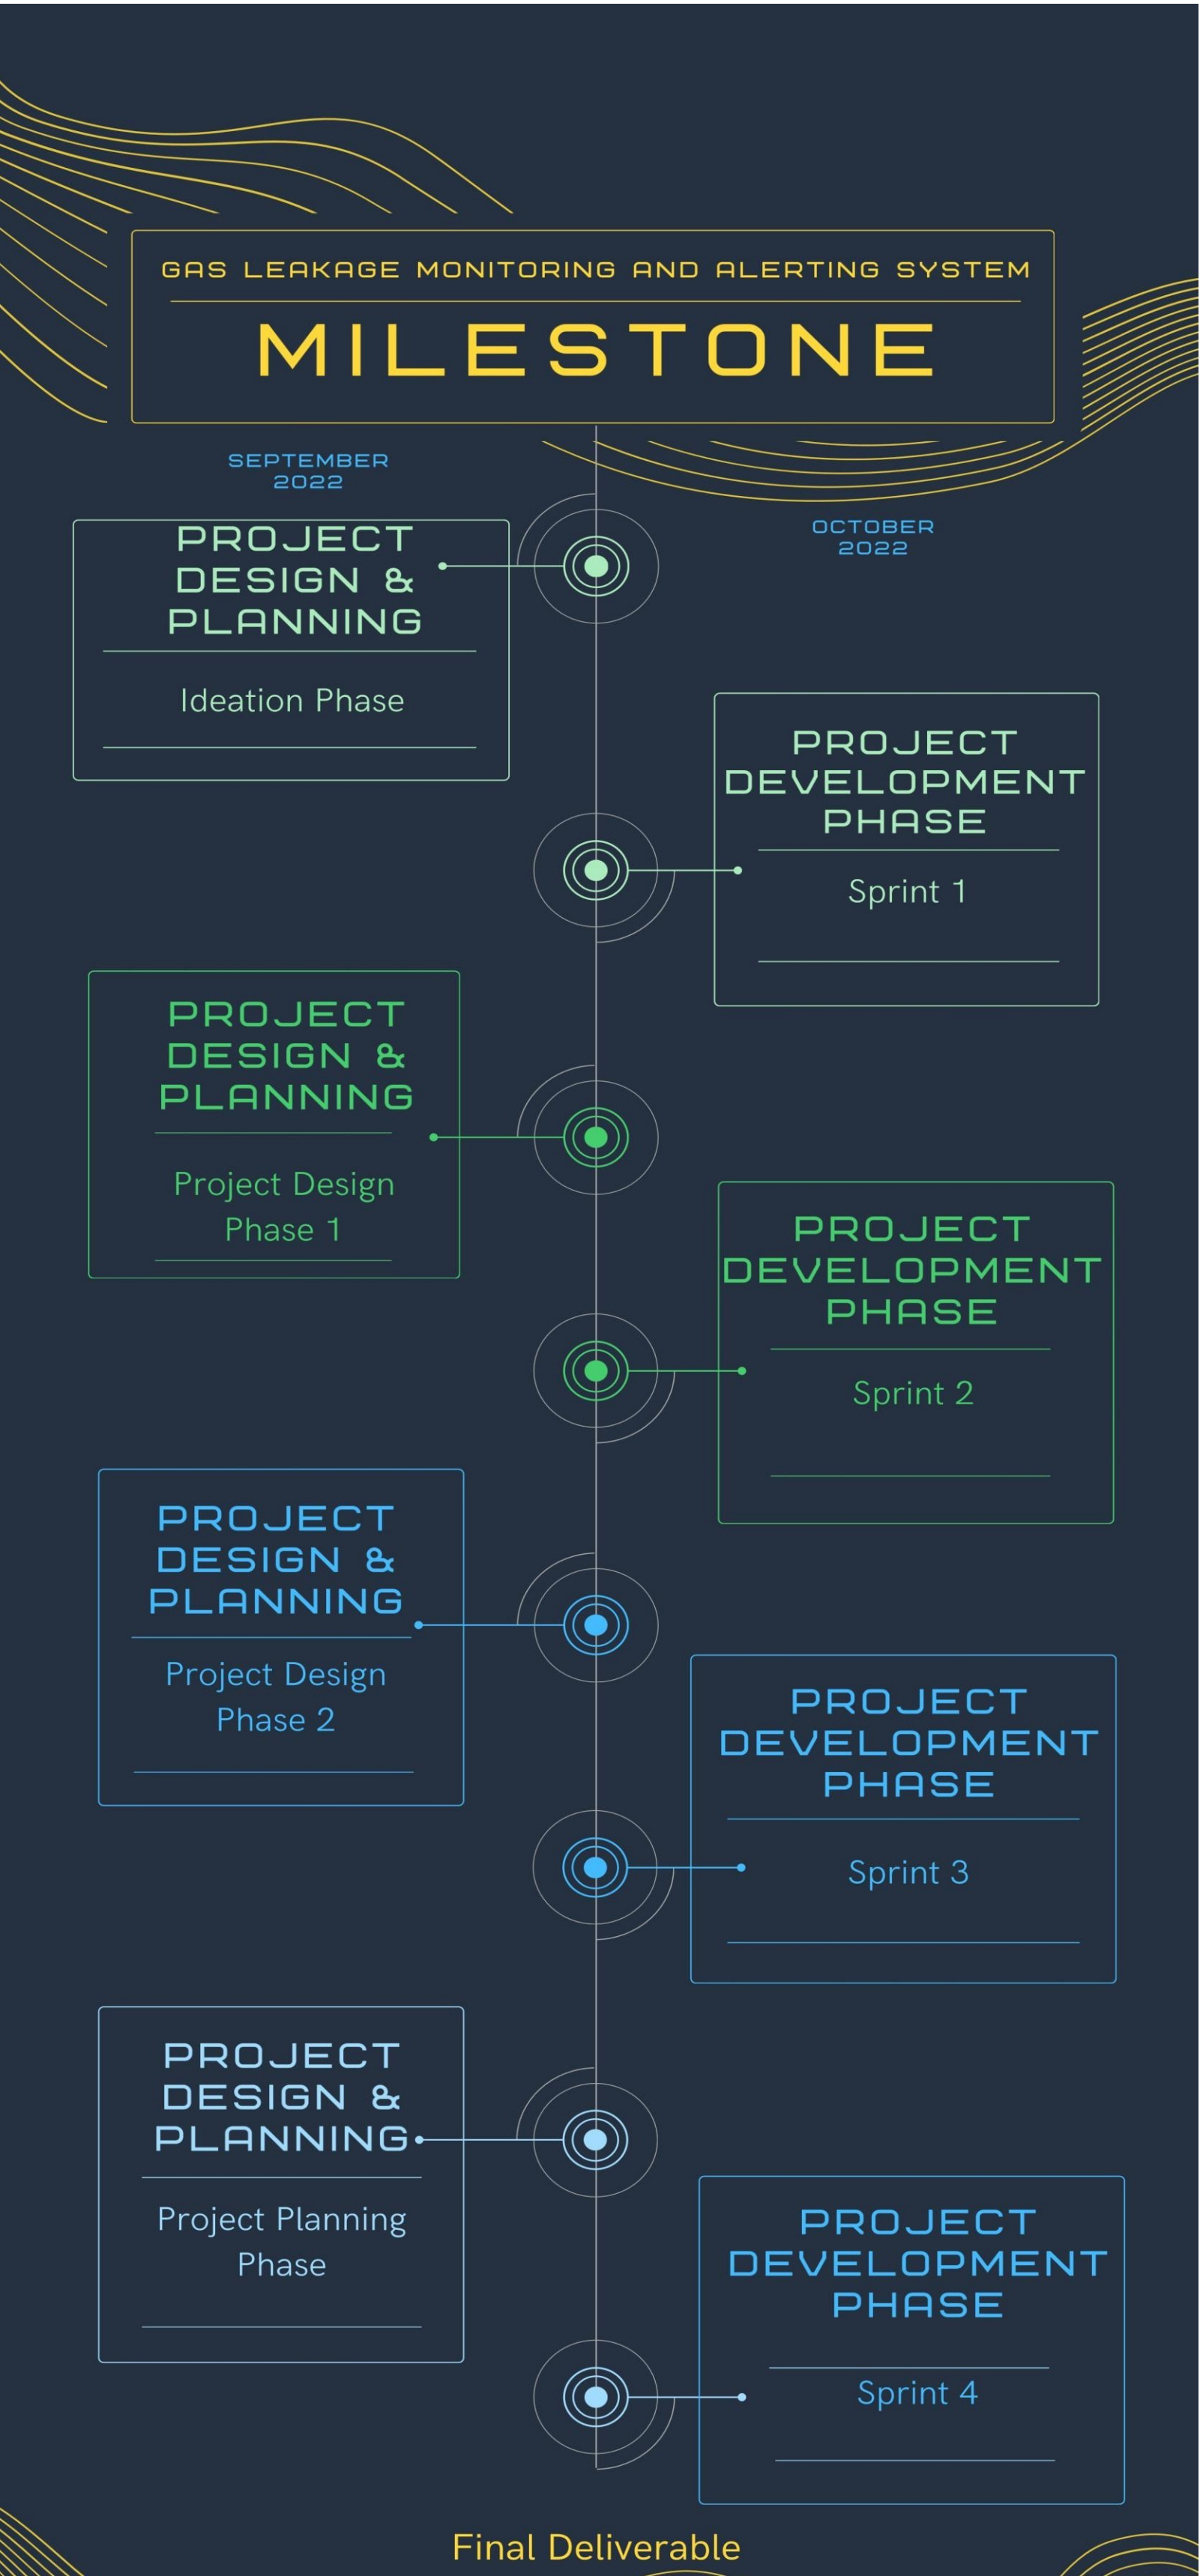 GAS LEAKAGE MONITORING AND ALERTING SYSTEM
MILESTONE
SEPTEMBER
2022
OCTOBER
2022
PROJECT
DESIGN &
PLANNING
Ideation Phase
PROJECT
DEVELOPMENT
PHASE
Sprint 1
PROJECT
DESIGN &
PLANNING
Project Design
Phase 1
PROJECT
DEVELOPMENT
PHASE
Sprint 2
PROJECT
DESIGN &
PLANNING
Project Design
Phase 2
PROJECT
DEVELOPMENT
PHASE
Sprint 3
PROJECT
DESIGN &
PLANNING
Project Planning
Phase
PROJECT
DEVELOPMENT
PHASE
Sprint 4
Final Deliverable